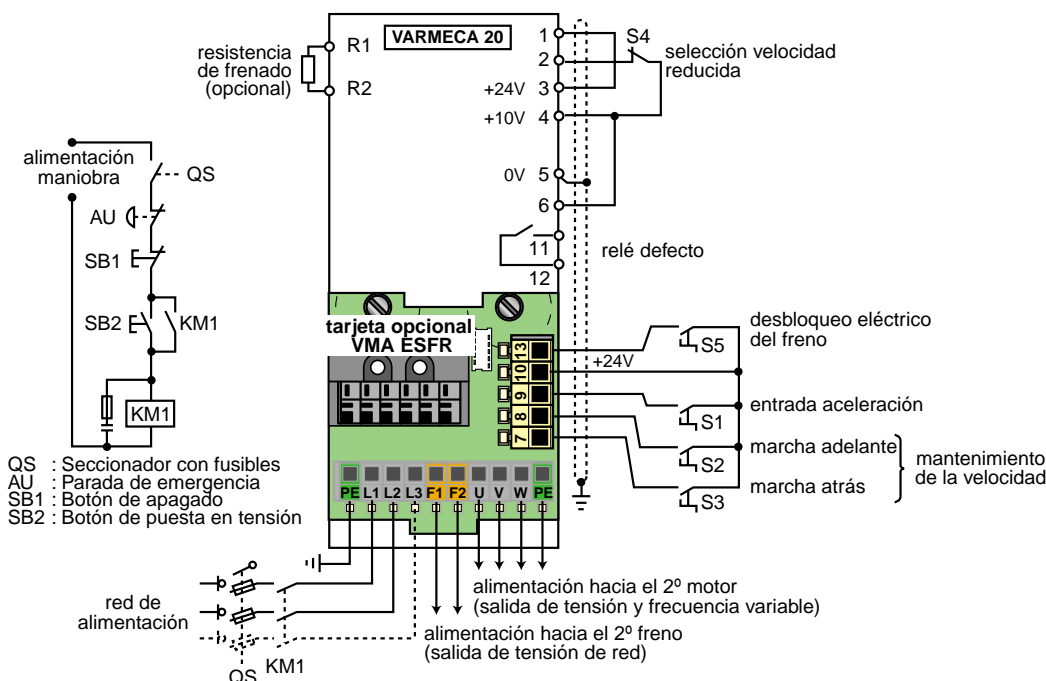 VARMECA 20
resistencia
de frenado
(opcional)
R1
R2
1
2
+24V 3
+10V 4
0V 5
6
11
12
S4
selección velocidad
reducida
relé defecto
alimentación
maniobra
QS
AU
SB1
SB2
KM1
KM1
QS : Seccionador con fusibles
AU : Parada de emergencia
SB1 : Botón de apagado
SB2 : Botón de puesta en tensión
tarjeta opcional
VMA ESFR
13
10
9
8
7
+24V
desbloqueo eléctrico
del freno
S5
entrada aceleración
S1
marcha adelante
S2
marcha atrás
S3
mantenimiento
de la velocidad
PE L1 L2 L3 F1 F2 U V W PE
alimentación hacia el 2º motor
(salida de tensión y frecuencia variable)
alimentación hacia el 2º freno
(salida de tensión de red)
red de
alimentación
QS
KM1